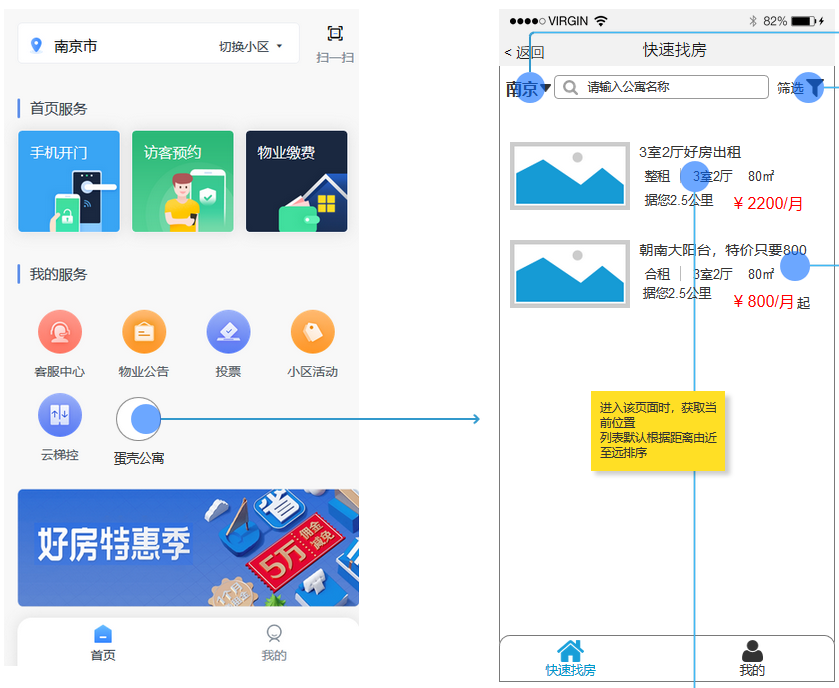 南京市
切换小区
扫一扫
首页服务
手机开门
访客预约
物业缴费
我的服务
客服中心
物业公告
投票
小区活动
云梯控
蛋壳公寓
好房特惠季
省
5万
佣金
减免
首页
我的
VIRGIN
82%
< 返回
快速找房
南京
请输入公寓名称
筛选
3室2厅好房出租
整租
3室2厅
80㎡
据您2.5公里
￥2200/月
朝南大阳台，特价只要800
合租
3室2厅
80㎡
据您2.5公里
￥800/月起
进入该页面时，获取当
前位置
列表默认根据距离由近
至远排序
快速找房
我的